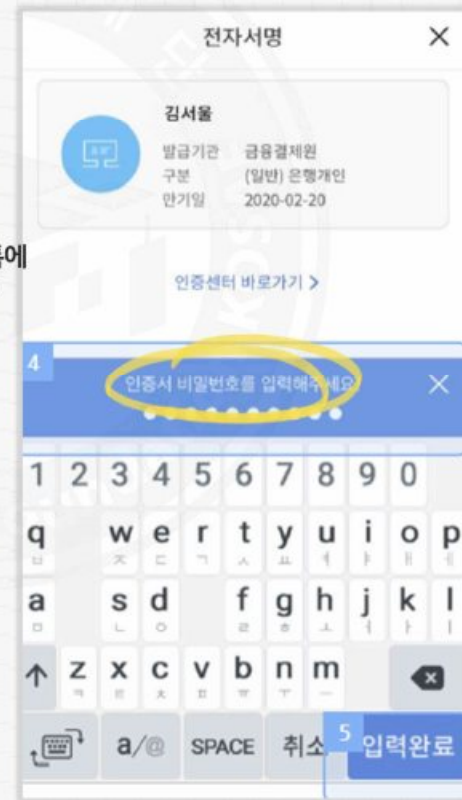 전자서명
김서울
발급기관 금융결제원
구분 (일반) 은행개인
만기일 2020-02-20
에
인증센터 바로가기 >
4
인증서 비밀번호를 입력해주세요
1 2 3 4 5 6 7 8 9 0
q w e r t y u i o p
ㅂ ㅈ ㄷ ㄱ ㅅ ㅛ ㅕ ㅑ ㅐ ㅔ
a s d f g h j k l
ㅁ ㄴ ㅇ ㄹ ㅎ ㅗ ㅓ ㅏ ㅣ
z x c v b n m
ㅋ ㅌ ㅊ ㅍ ㅠ ㅜ ㅡ
a/@ SPACE 취소 5 입력완료